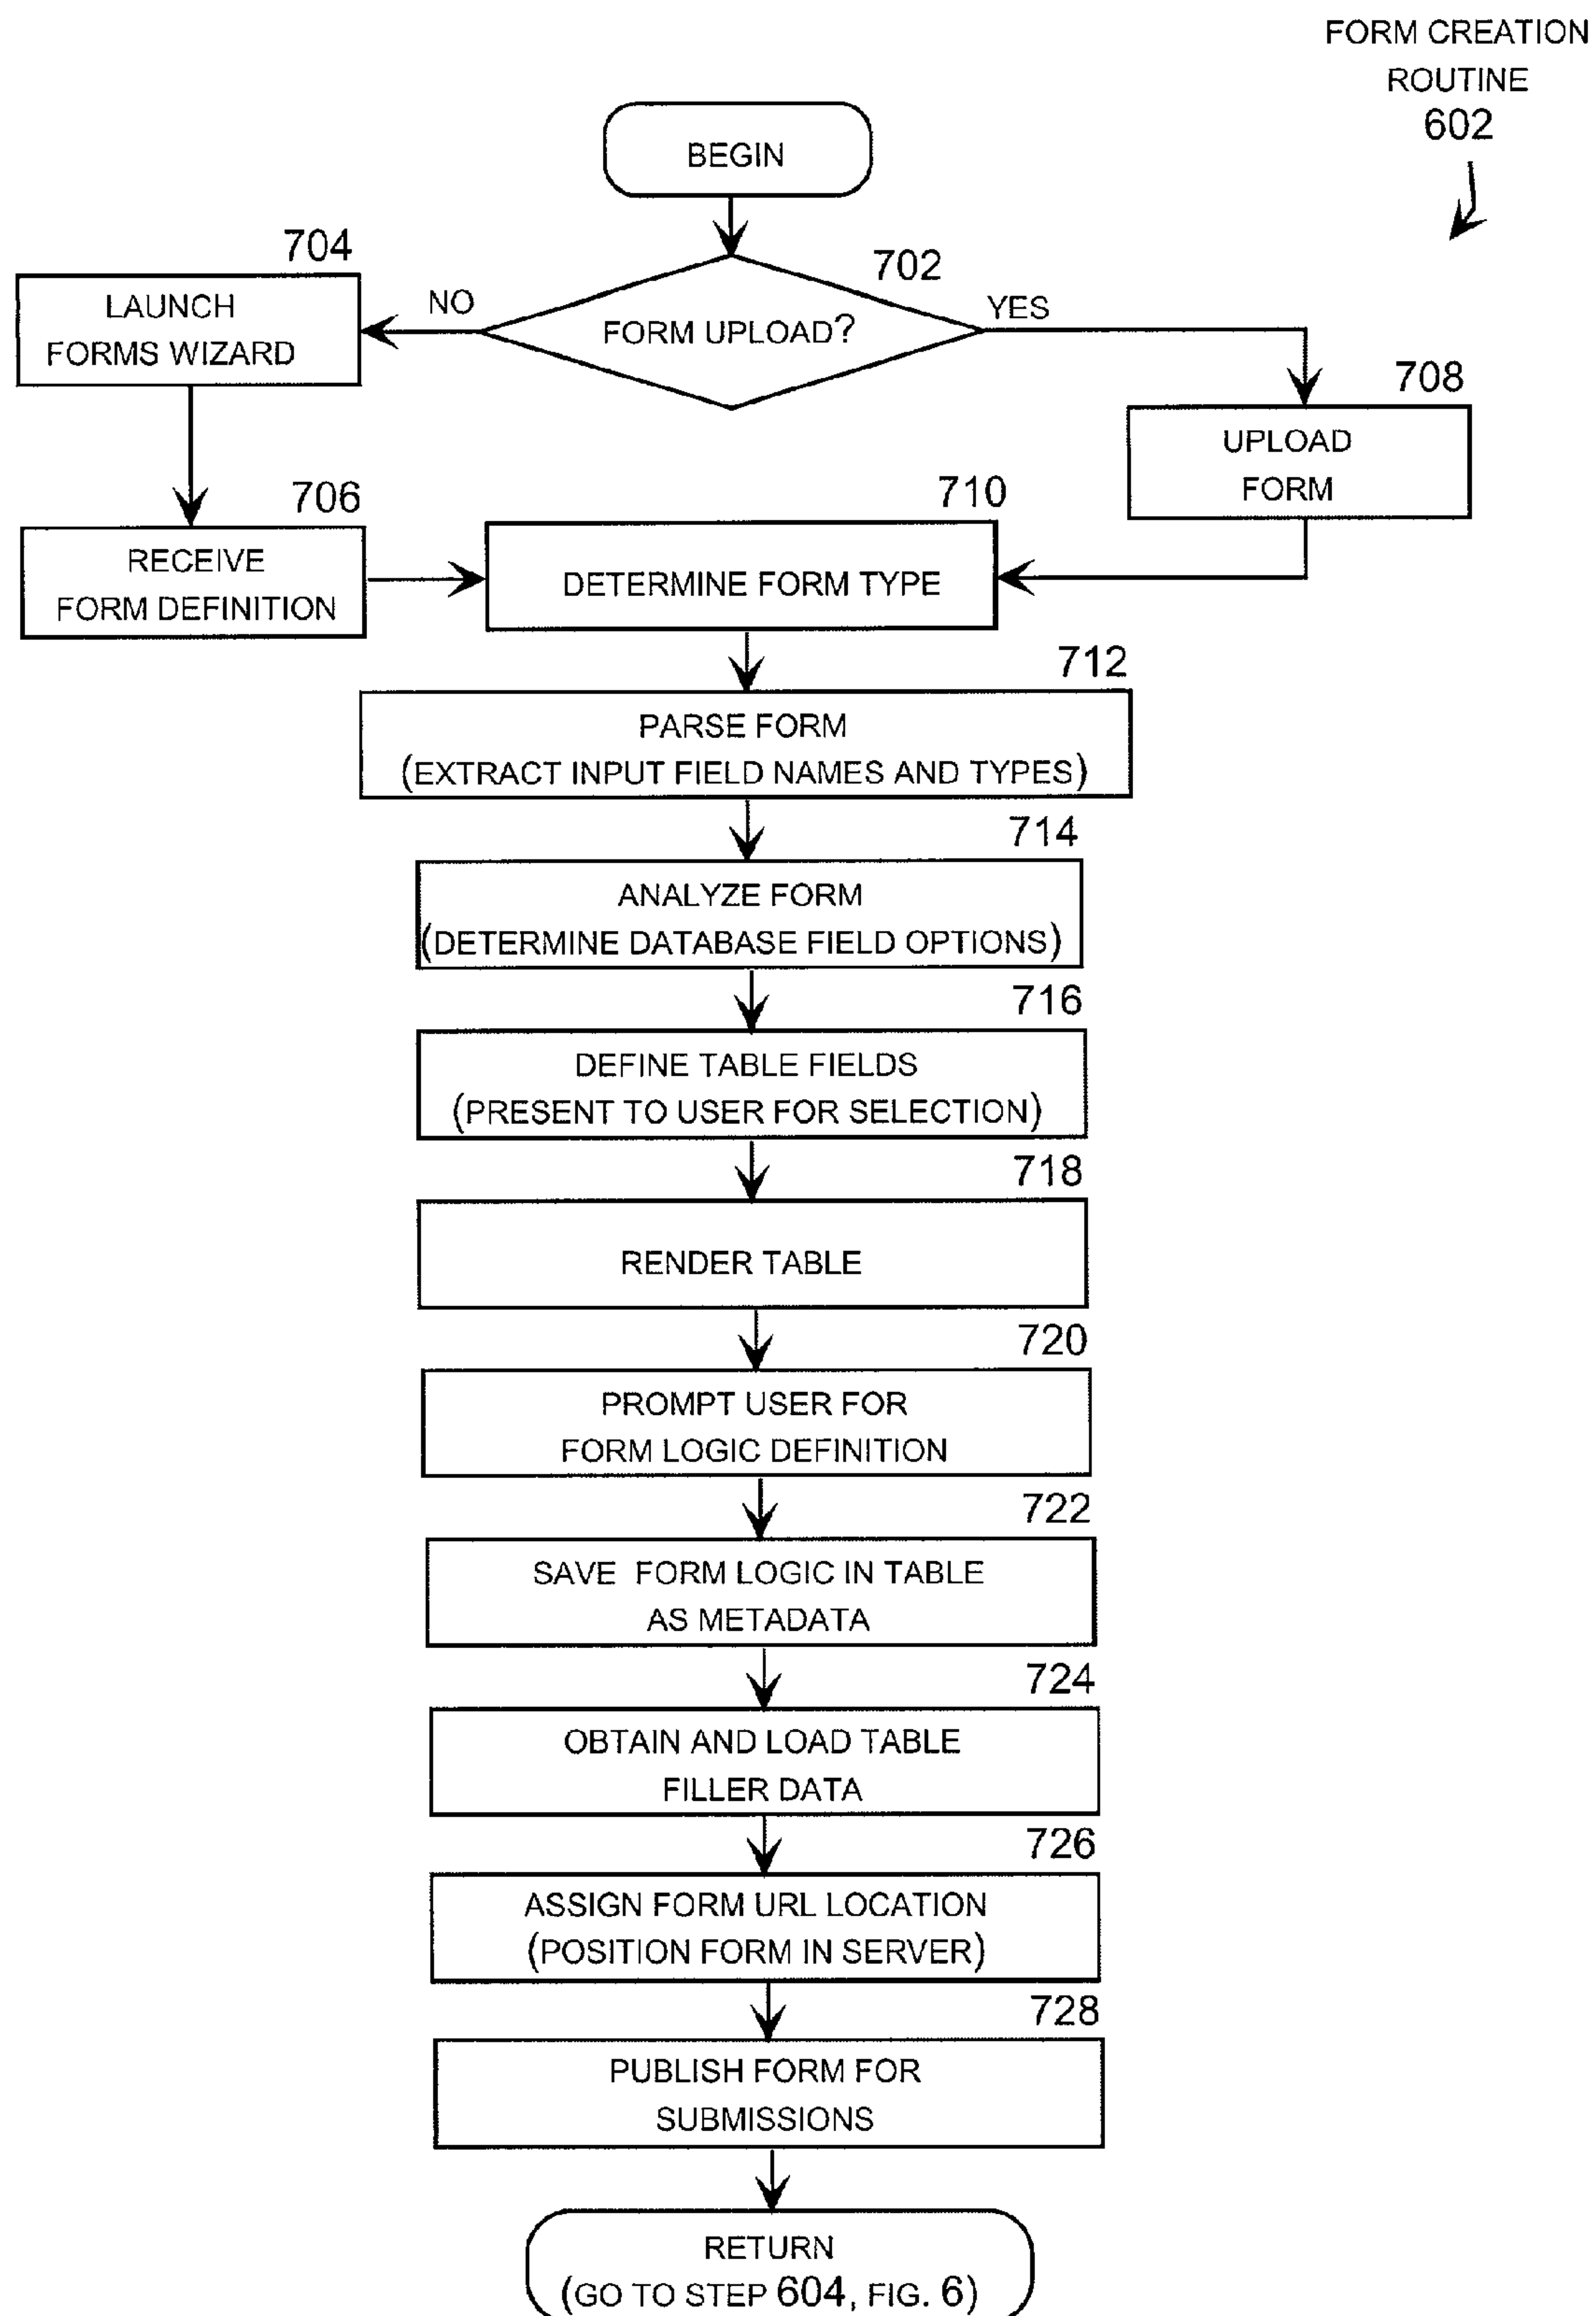 FORM CREATION
ROUTINE
602
BEGIN
704
702
LAUNCH
FORMS WIZARD
NO
FORM UPLOAD?
YES
708
UPLOAD
FORM
706
710
RECEIVE
FORM DEFINITION
DETERMINE FORM TYPE
712
PARSE FORM
(EXTRACT INPUT FIELD NAMES AND TYPES)
714
ANALYZE FORM
(DETERMINE DATABASE FIELD OPTIONS)
716
DEFINE TABLE FIELDS
(PRESENT TO USER FOR SELECTION)
718
RENDER TABLE
720
PROMPT USER FOR
FORM LOGIC DEFINITION
722
SAVE FORM LOGIC IN TABLE
AS METADATA
724
OBTAIN AND LOAD TABLE
FILLER DATA
726
ASSIGN FORM URL LOCATION
(POSITION FORM IN SERVER)
728
PUBLISH FORM FOR
SUBMISSIONS
RETURN
(GO TO STEP 604, FIG. 6)